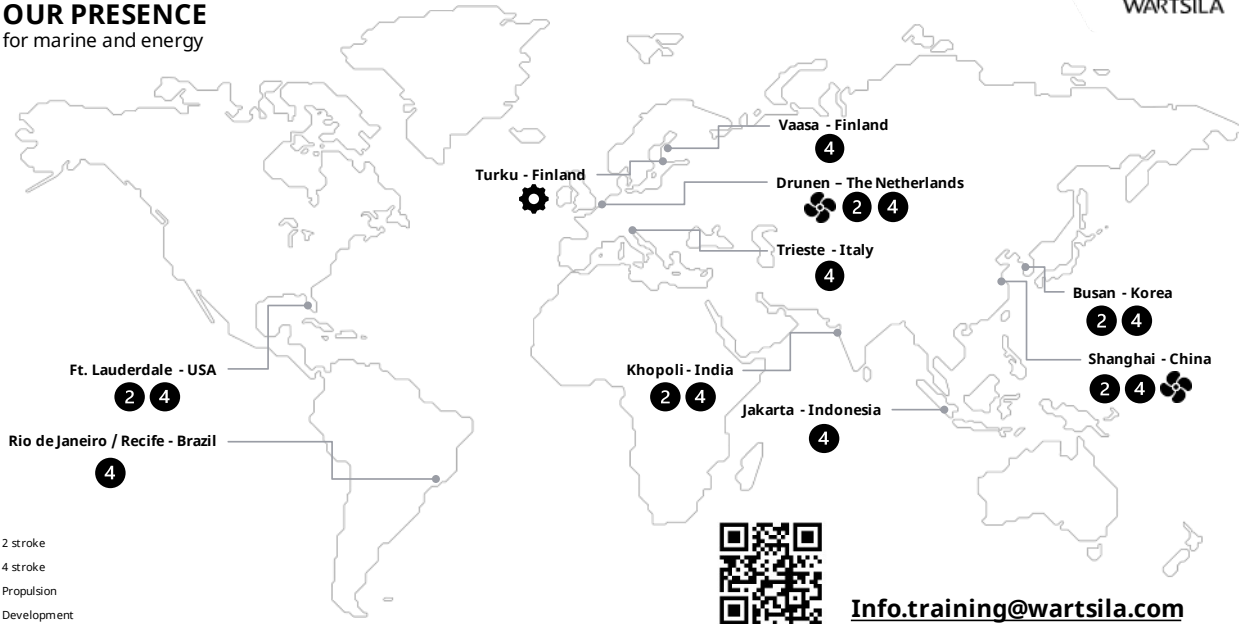 OUR PRESENCE
for marine and energy
WÄRTSILÄ
Vaasa - Finland
4
Turku - Finland
Drunen – The Netherlands
2 4
Trieste - Italy
4
Busan - Korea
2 4
Shanghai - China
2 4
Ft. Lauderdale - USA
2 4
Khopoli - India
2 4
Jakarta - Indonesia
4
Rio de Janeiro / Recife - Brazil
4
2 stroke
4 stroke
Propulsion
Development
Info.training@wartsila.com